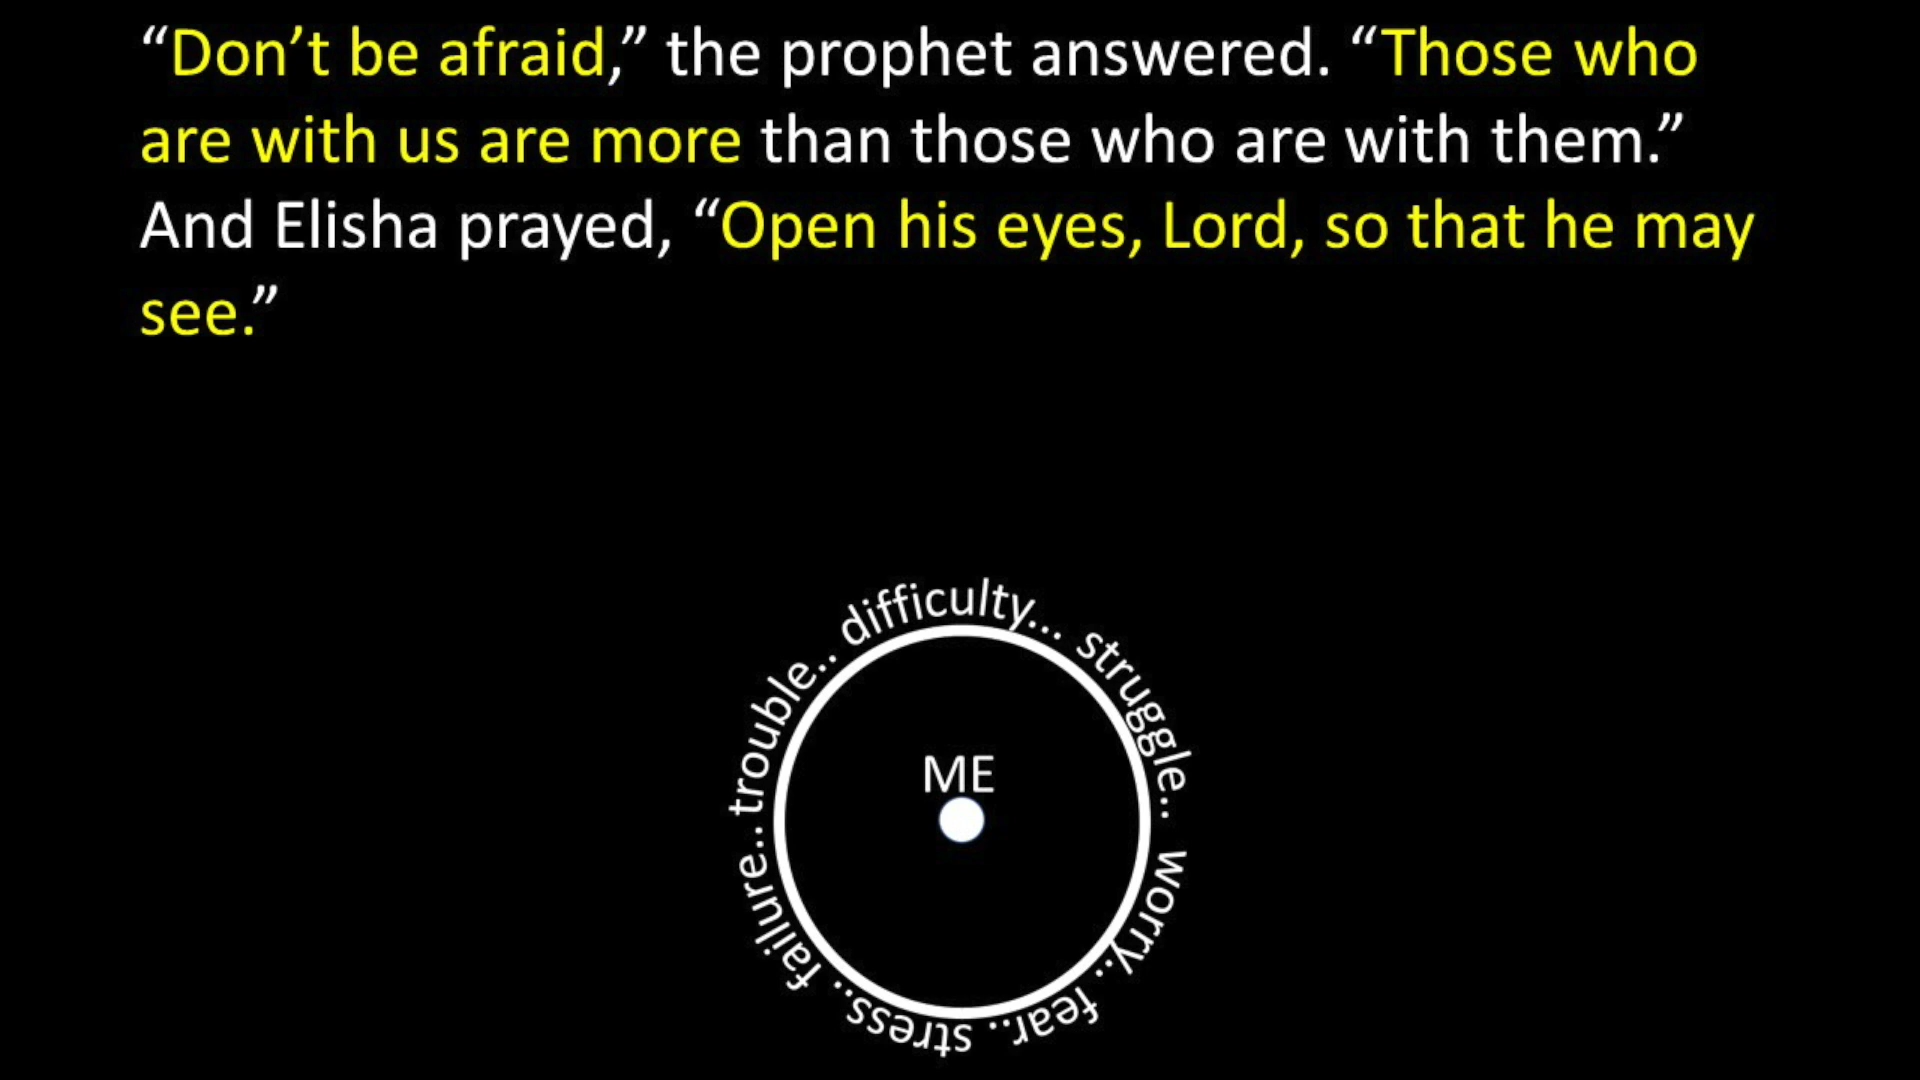 “Don’t be afraid,” the prophet answered. “Those who
are with us are more than those who are with them.”
And Elisha prayed, “Open his eyes, Lord, so that he may
see.”
difficulty... struggle.. worry.. fear.. stress.. failure.. trouble..
ME